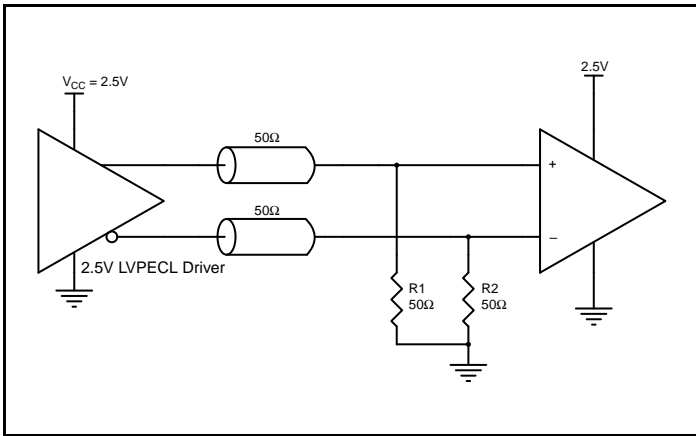 V_CC = 2.5V
2.5V
50Ω
50Ω
+
–
2.5V LVPECL Driver
R1
50Ω
R2
50Ω